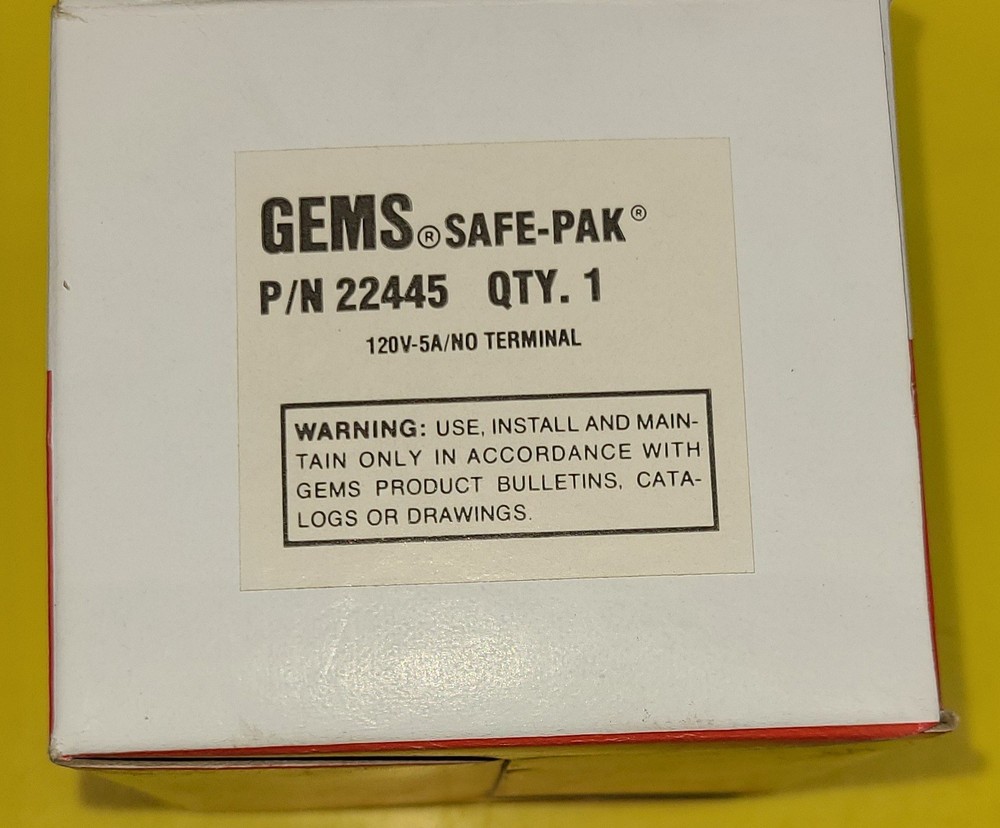 GEMS® SAFE-PAK®
P/N 22445 QTY. 1
120V-5A/NO TERMINAL
WARNING: USE, INSTALL AND MAIN-
TAIN ONLY IN ACCORDANCE WITH
GEMS PRODUCT BULLETINS, CATA-
LOGS OR DRAWINGS.